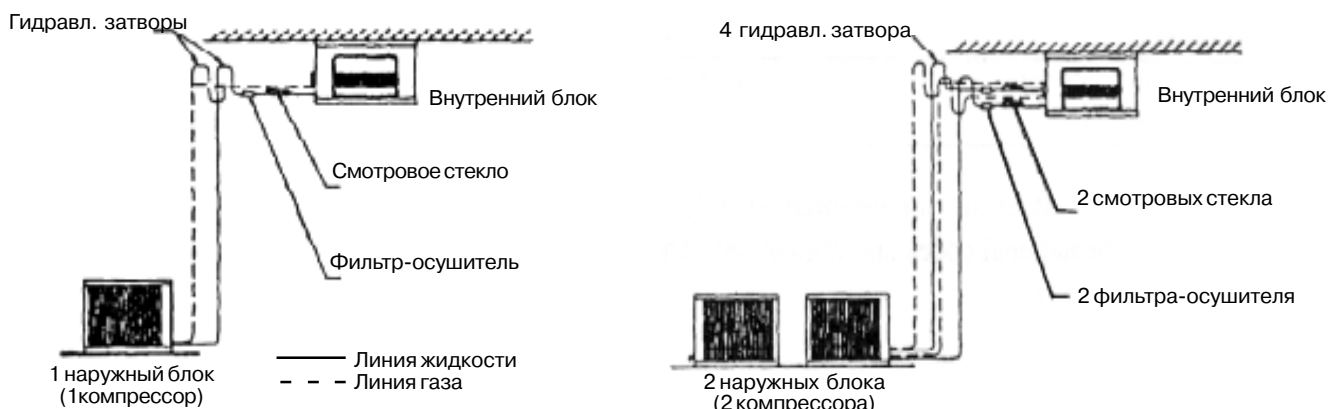 Гидравл. затворы
Внутренний блок
Смотровое стекло
Фильтр-осушитель
1 наружный блок
(1компрессор)
Линия жидкости
Линия газа
4 гидравл. затвора
Внутренний блок
2 смотровых стекла
2 фильтра-осушителя
2 наружных блока
(2 компрессора)